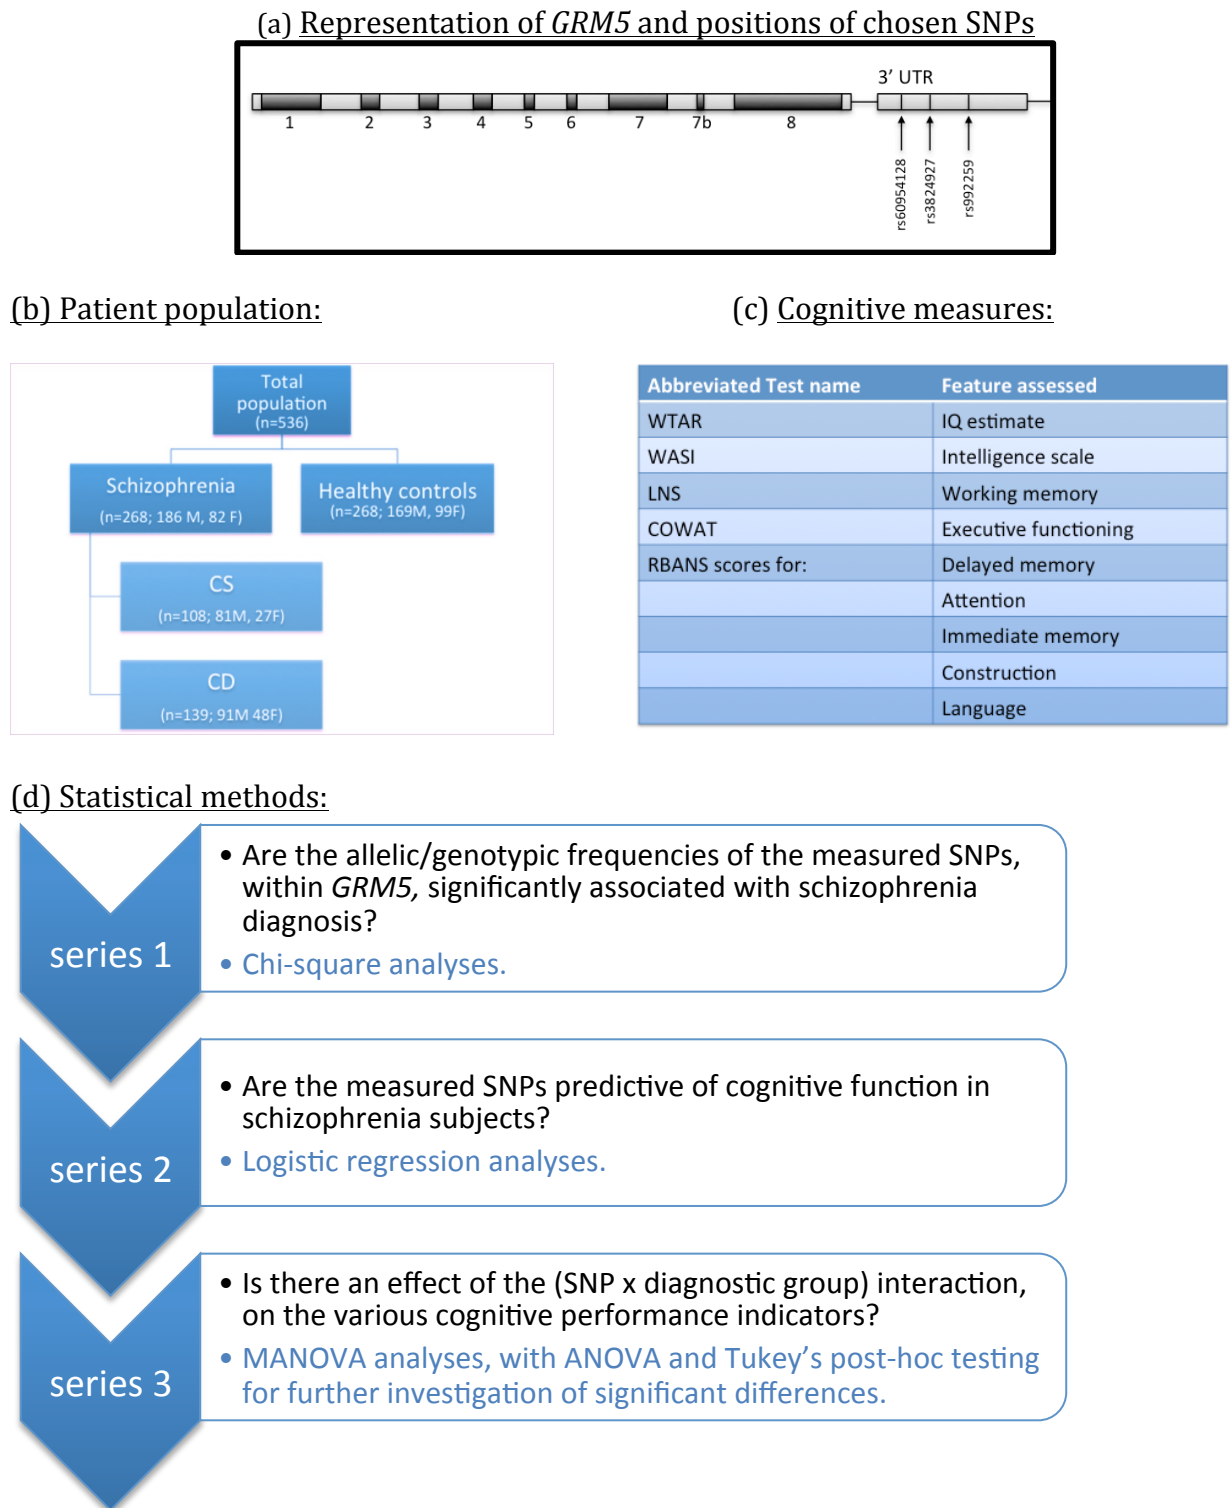 (a) Representation of GRM5 and positions of chosen SNPs
3' UTR
1 2 3 4 5 6 7 7b 8
rs60954128
rs3824927
rs992259
(b) Patient population:
(c) Cognitive measures:
Total
population
(n=536)
Schizophrenia
(n=268; 186 M, 82 F)
Healthy controls
(n=268; 169M, 99F)
CS
(n=108; 81M, 27F)
CD
(n=139; 91M 48F)
Abbreviated Test name Feature assessed
WTAR IQ estimate
WASI Intelligence scale
LNS Working memory
COWAT Executive functioning
RBANS scores for: Delayed memory
Attention
Immediate memory
Construction
Language
(d) Statistical methods:
series 1
• Are the allelic/genotypic frequencies of the measured SNPs,
within GRM5, significantly associated with schizophrenia
diagnosis?
• Chi-square analyses.
series 2
• Are the measured SNPs predictive of cognitive function in
schizophrenia subjects?
• Logistic regression analyses.
series 3
• Is there an effect of the (SNP x diagnostic group) interaction,
on the various cognitive performance indicators?
• MANOVA analyses, with ANOVA and Tukey's post-hoc testing
for further investigation of significant differences.